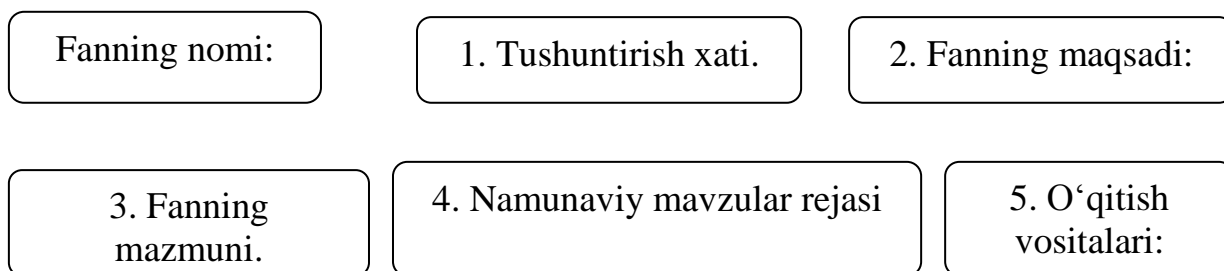 Fanning nomi:
1. Tushuntirish xati.
2. Fanning maqsadi:
3. Fanning
mazmuni.
4. Namunaviy mavzular rejasi
5. O‘qitish
vositalari: